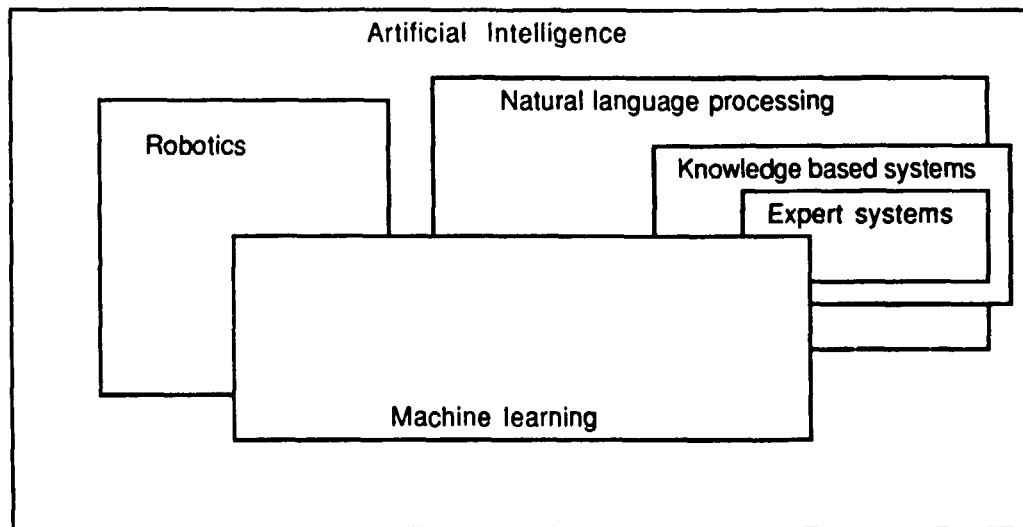 Artificial Intelligence
Natural language processing
Robotics
Knowledge based systems
Expert systems
Machine learning